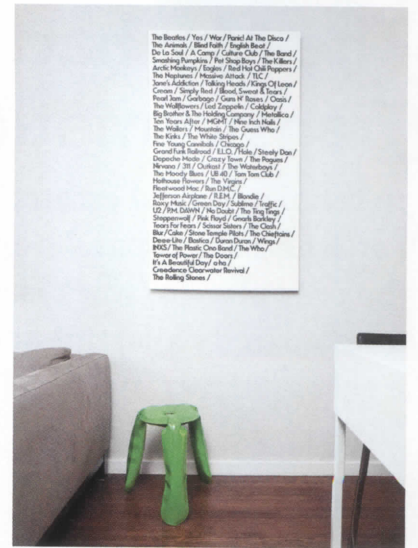 The Beatles / Yes / War / Panic! At The Disco /
The Animals / Blind Faith / English Beat /
De La Soul / A Camp / Culture Club / The Band /
Smashing Pumpkins / Pet Shop Boys / The Killers /
Arctic Monkeys / Eagles / Red Hot Chili Peppers /
The Neptunes / Massive Attack / TLC /
Jane's Addiction / Talking Heads / Kings Of Leon /
Cream / Simply Red / Blood, Sweat & Tears /
Pearl Jam / Garbage / Guns N' Roses / Oasis /
The Wallflowers / Led Zeppelin / Coldplay /
Big Brother & The Holding Company / Metallica /
Ten Years After / MGMT / Nine Inch Nails /
The Wailers / Mountain / The Guess Who /
The Kinks / The White Stripes /
Fine Young Cannibals / Chicago /
Grand Funk Railroad / E.L.O. / Hole / Steely Dan /
Depeche Mode / Crazy Town / The Pogues /
Nirvana / 311 / Outkast / The Waterboys /
The Moody Blues / UB 40 / Tom Tom Club /
Hothouse Flowers / The Virgins /
Fleetwood Mac / Run D.M.C. /
Jefferson Airplane / R.E.M. / Blondie /
Roxy Music / Green Day / Sublime / Traffic /
U2 / P.M. DAWN / No Doubt / The Ting Tings /
Steppenwolf / Pink Floyd / Gnarls Barkley /
Tears For Fears / Scissor Sisters / The Clash /
Blur / Cake / Stone Temple Pilots / The Chieftains /
Deee-Lite / Elastica / Duran Duran / Wings /
INXS / The Plastic Ono Band / The Who /
Tower of Power / The Doors /
It's A Beautiful Day / a-ha /
Creedence Clearwater Revival /
The Rolling Stones /